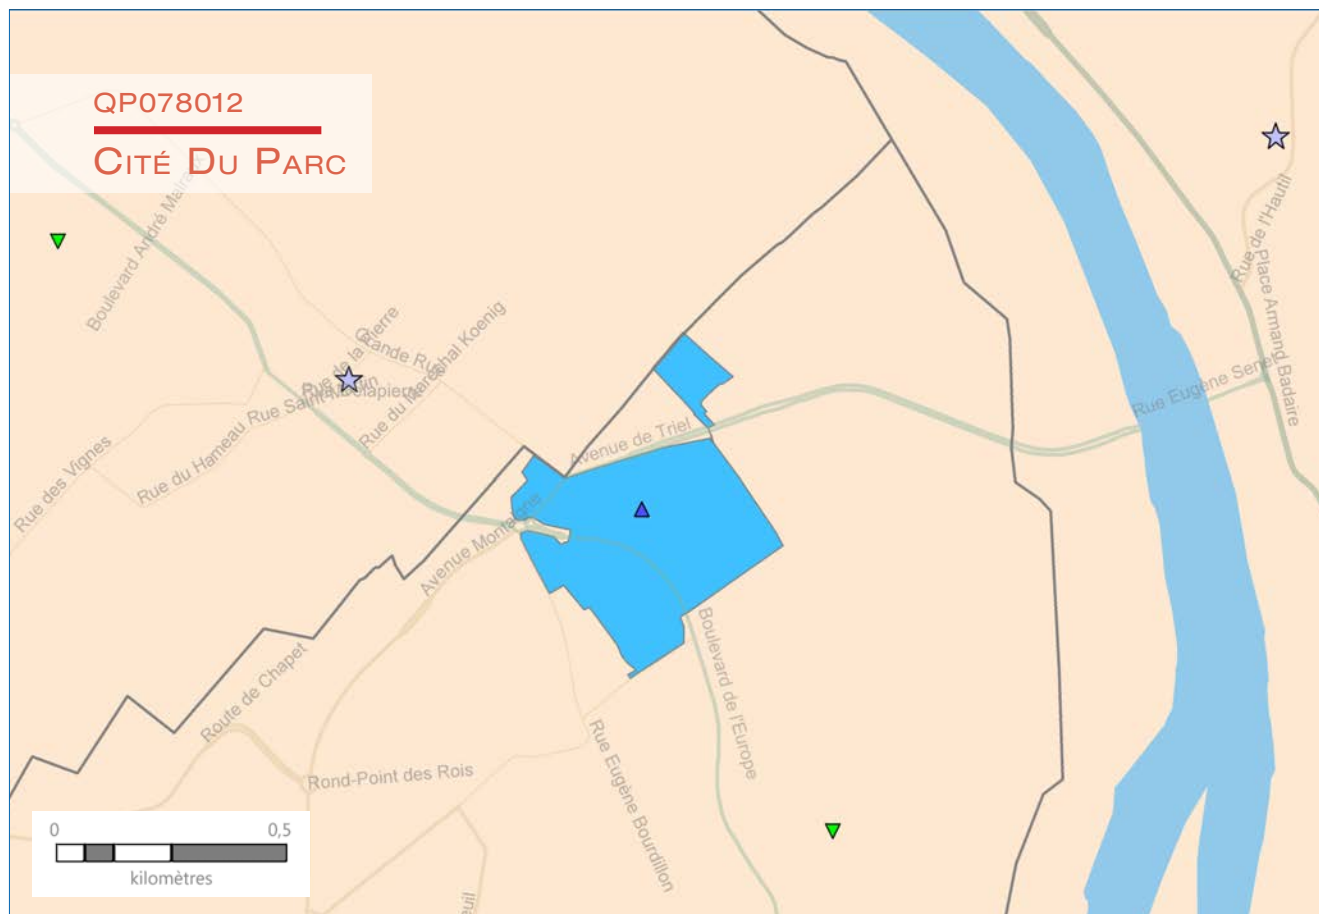 QP078012
CITÉ DU PARC
Boulevard André Malraux
Rue de la Pierre
Grande Rue
Rue du Maréchal Koenig
Rue du Hameau
Rue Saint
Rue des Vignes
Avenue de Triel
Avenue Montaigne
Route de Chapet
Rond-Point des Rois
Rue Eugène Bourdillon
Boulevard de l'Europe
Rue Eugène Senet
Rue de l'Hautil
Place Armand Badaire
euil
0 0,5
kilomètres